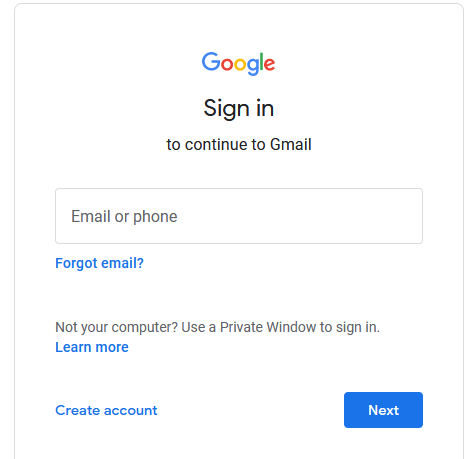 Google
Sign in
to continue to Gmail
Email or phone
Forgot email?
Not your computer? Use a Private Window to sign in.
Learn more
Create account
Next